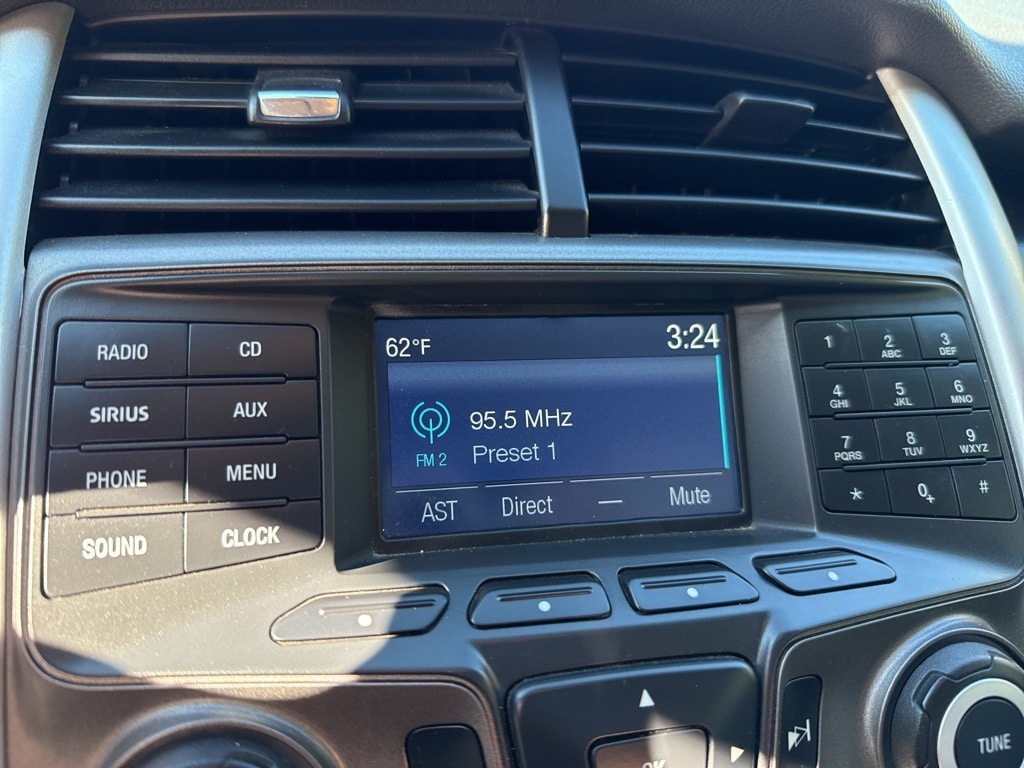 62°F 3:24
95.5 MHz
FM 2 Preset 1
AST Direct — Mute
RADIO CD
SIRIUS AUX
PHONE MENU
SOUND CLOCK
1 2 3
ABC DEF
4 5 6
GHI JKL MNO
7 8 9
PQRS TUV WXYZ
* 0+ #
OK
TUNE